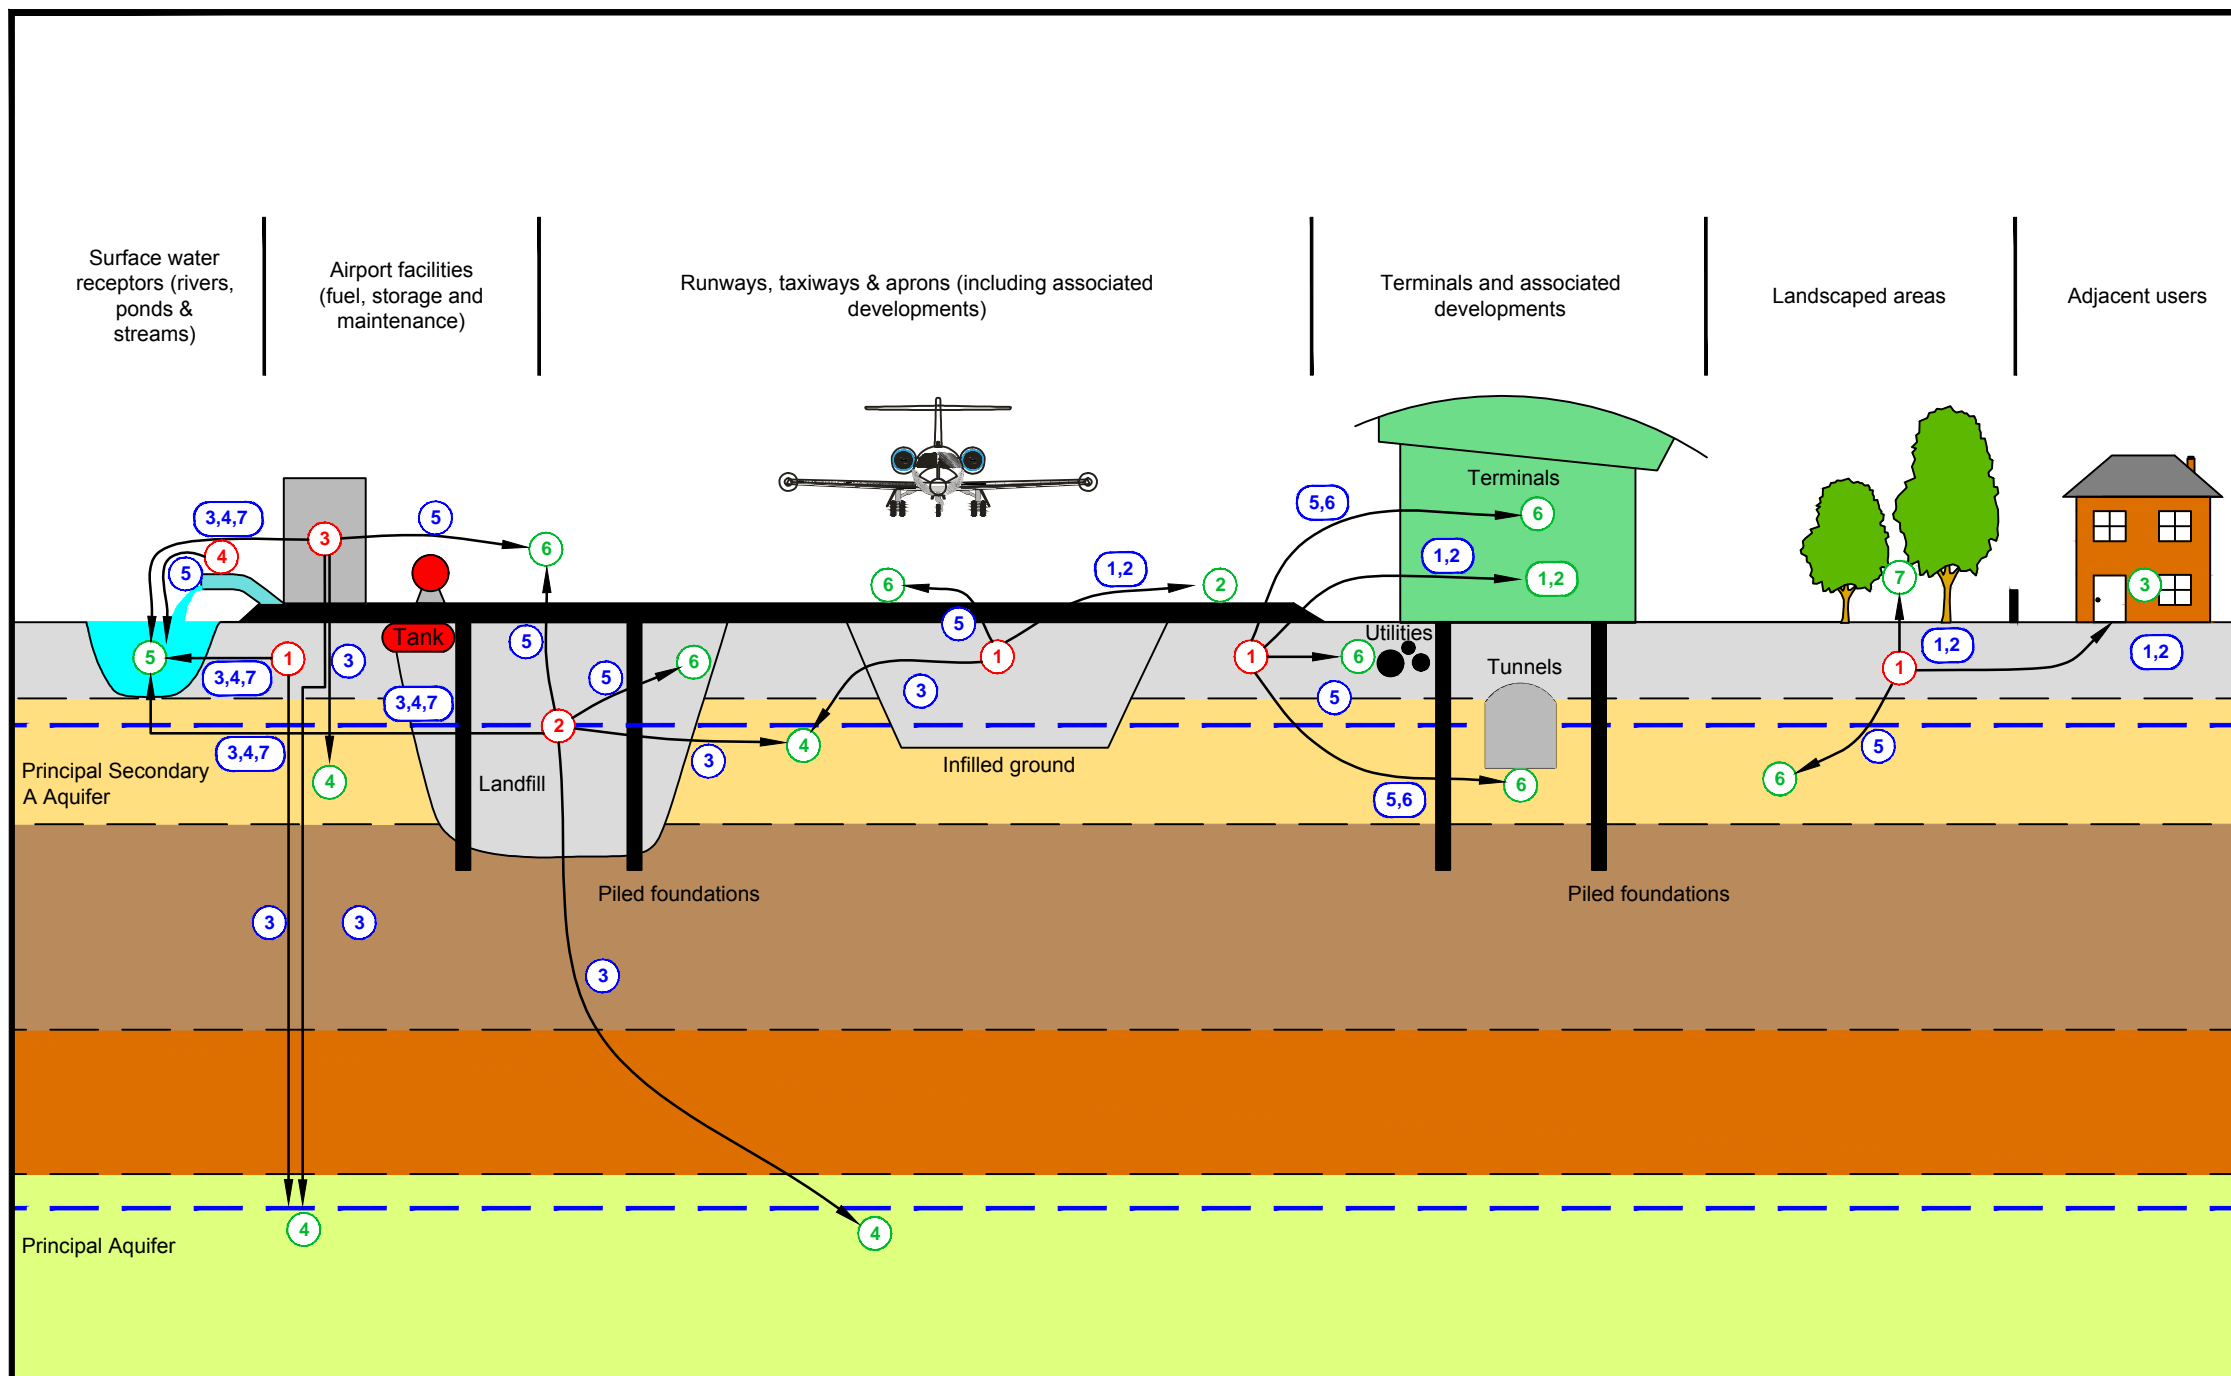 Surface water
receptors (rivers,
ponds &
streams)
Airport facilities
(fuel, storage and
maintenance)
Runways, taxiways & aprons (including associated
developments)
Terminals and associated
developments
Landscaped areas
Adjacent users
Terminals
3,4,7
5
5,6
6
3
6
4
5
1,2
1,2
6
2
1,2
7
3
5
Tank
Utilities
Tunnels
5
1
3
5
6
1
1
6
1
1,2
1,2
3,4,7
5
3
5
3,4,7
2
4
3
5
3,4,7
Principal Secondary
A Aquifer
4
Landfill
Infilled ground
6
5,6
6
Piled foundations
Piled foundations
3
3
3
4
4
Principal Aquifer